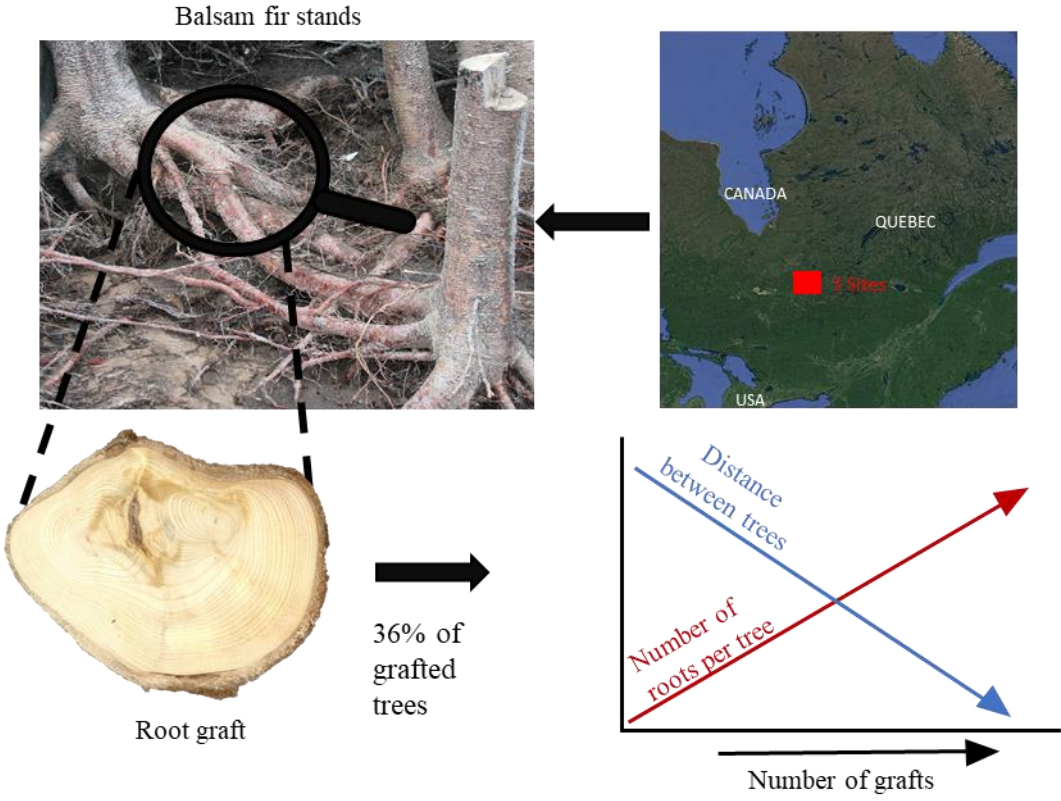 Balsam fir stands
CANADA
QUEBEC
3 Sites
USA
Distance
between trees
Number of
roots per tree
36% of
grafted
trees
Root graft
Number of grafts